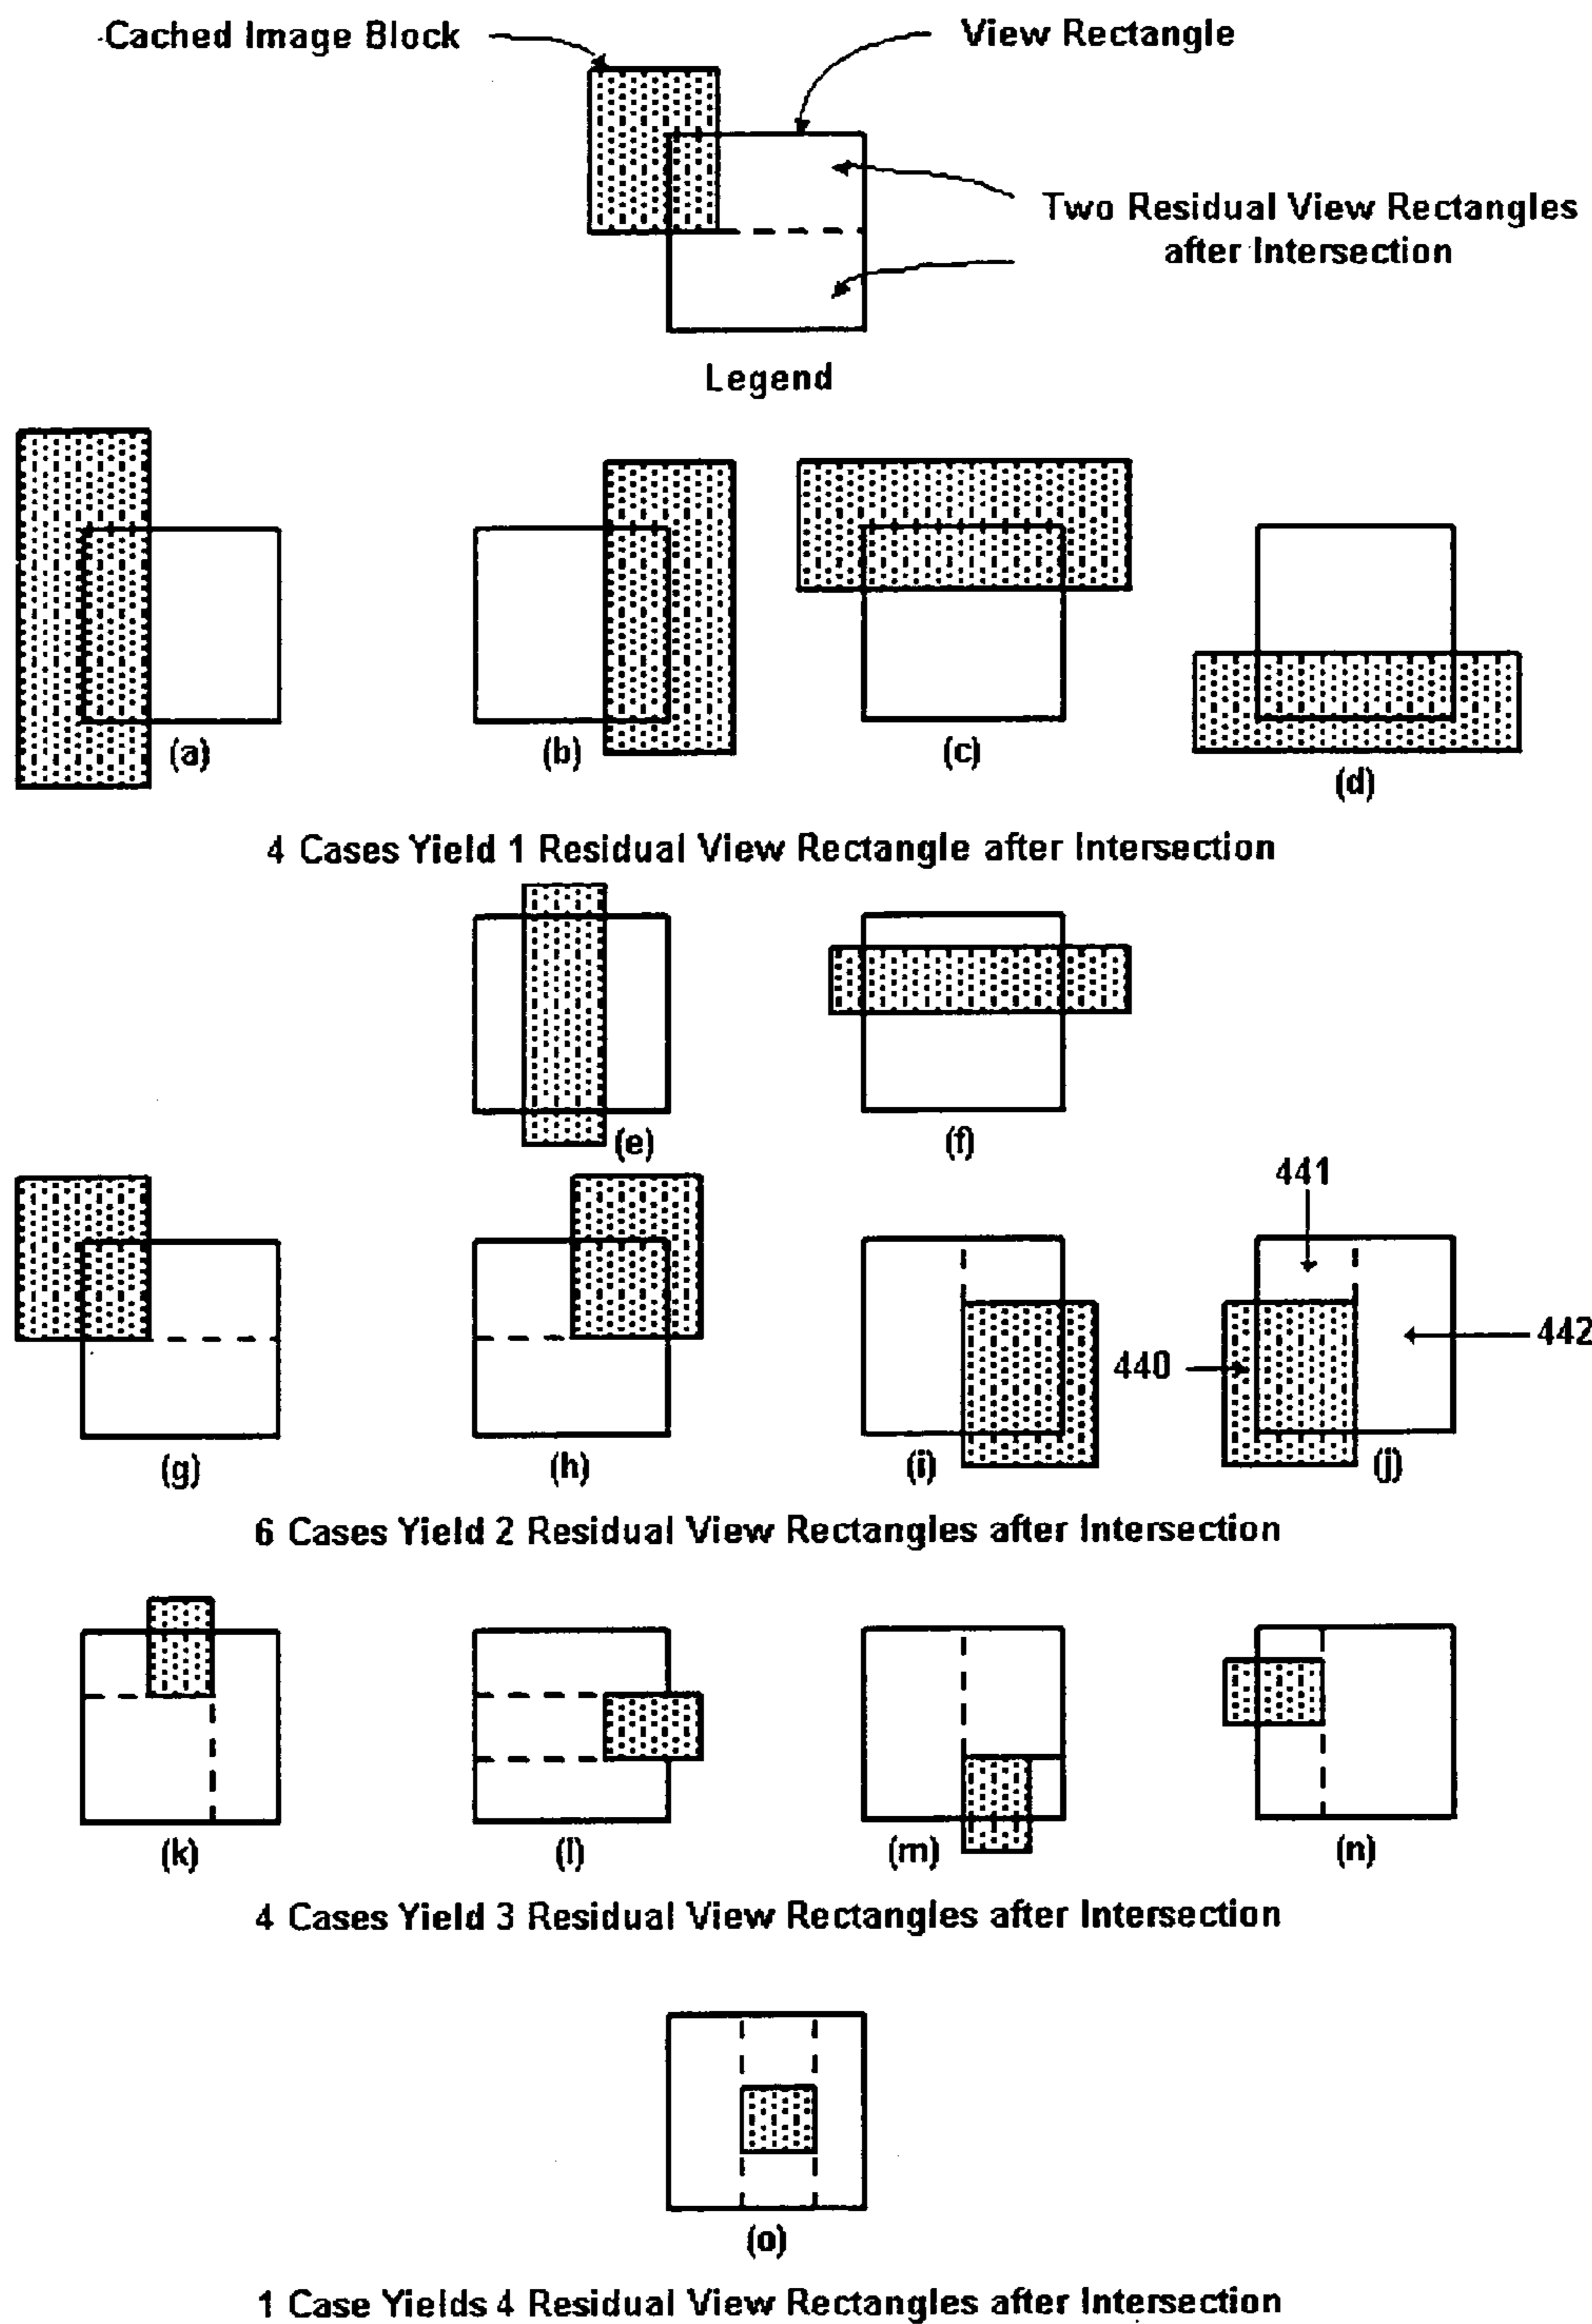 Cached Image Block
View Rectangle
Two Residual View Rectangles
after Intersection
Legend
(a)
(b)
(c)
(d)
4 Cases Yield 1 Residual View Rectangle after Intersection
(e)
(f)
441
442
440
(g)
(h)
(i)
(j)
6 Cases Yield 2 Residual View Rectangles after Intersection
(k)
(l)
(m)
(n)
4 Cases Yield 3 Residual View Rectangles after Intersection
(o)
1 Case Yields 4 Residual View Rectangles after Intersection